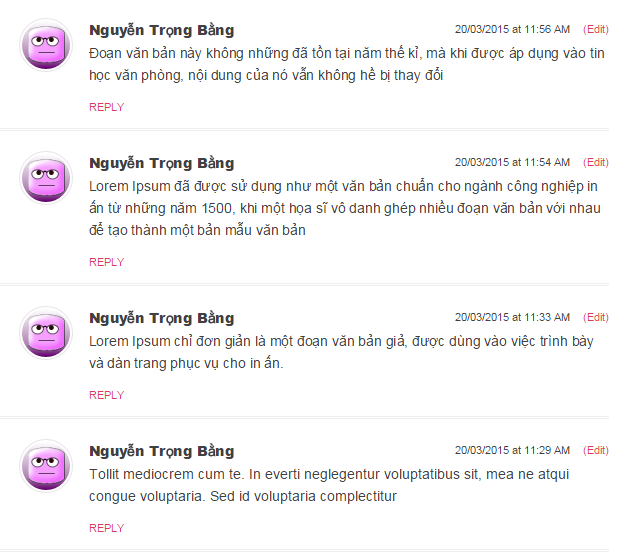 Nguyễn Trọng Bằng 20/03/2015 at 11:56 AM (Edit)
Đoạn văn bản này không những đã tồn tại năm thế kỉ, mà khi được áp dụng vào tin
học văn phòng, nội dung của nó vẫn không hề bị thay đổi
REPLY
Nguyễn Trọng Bằng 20/03/2015 at 11:54 AM (Edit)
Lorem Ipsum đã được sử dụng như một văn bản chuẩn cho ngành công nghiệp in
ấn từ những năm 1500, khi một họa sĩ vô danh ghép nhiều đoạn văn bản với nhau
để tạo thành một bản mẫu văn bản
REPLY
Nguyễn Trọng Bằng 20/03/2015 at 11:33 AM (Edit)
Lorem Ipsum chỉ đơn giản là một đoạn văn bản giả, được dùng vào việc trình bày
và dàn trang phục vụ cho in ấn.
REPLY
Nguyễn Trọng Bằng 20/03/2015 at 11:29 AM (Edit)
Tollit mediocrem cum te. In everti neglegentur voluptatibus sit, mea ne atqui
congue voluptaria. Sed id voluptaria complectitur
REPLY